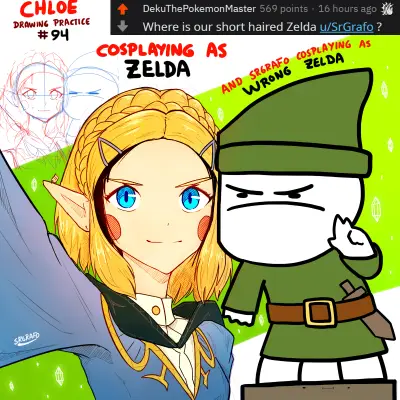 CHLOE
DRAWING PRACTICE
#94
DekuThePokemonMaster 569 points · 16 hours ago
Where is our short haired Zelda u/SrGrafo ?
COSPLAYING AS
ZELDA
AND SRGRAFO COSPLAYING AS
WRONG ZELDA
SRGRAFO